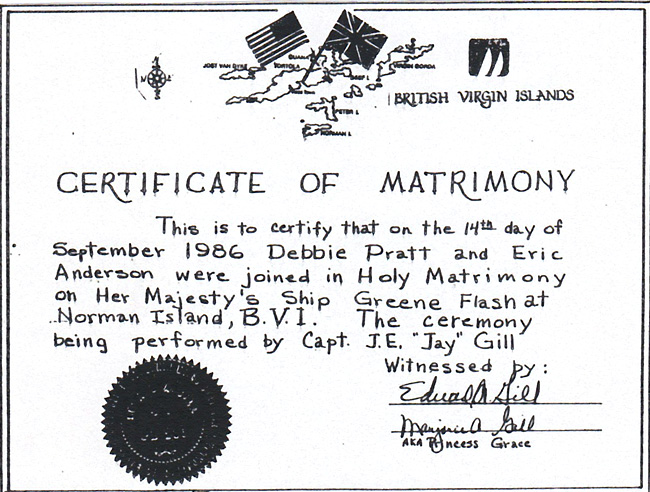 JOST VAN DYKE
TORTOLA
VIRGIN GORDA
PETER I.
NORMAN I.
N
BRITISH VIRGIN ISLANDS
CERTIFICATE OF MATRIMONY
This is to certify that on the 14th day of
September 1986 Debbie Pratt and Eric
Anderson were joined in Holy Matrimony
on Her Majesty's Ship Greene Flash at
Norman Island, B.V.I. The ceremony
being performed by Capt. J.E. "Jay" Gill
Witnessed by:
Edward A Gill
Marjorie A. Gill
AKA Princess Grace